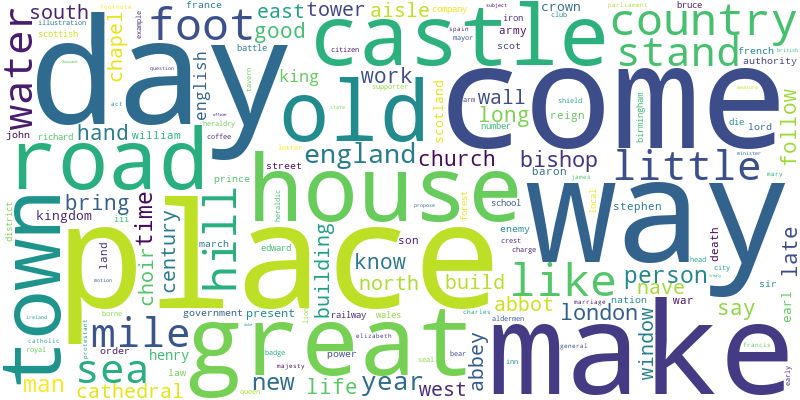 south
illustration
scottish
footnote
chapel
example
france
east
good
tower
aisle
company
spain
mayor
iron
army
scot
crown
subject
club
parliament
bruce
country
british
water
foot
day
english
battle
king
tavern
castle
citizen
question
work
old
come
stand
french
authority
john
act
thousand
supporter
wall
long
number
shield
reign
birmingham
die
lord
follow
richard
hand
william
heraldry
coffee
england
scotland
arm
measure
minister
road
prince
street
church
bishop
baron
james
little
mary
district
town
bring
kingdom
iii
time
century
hill
house
heraldic
school
enemy
forest
local
stephen
way
late
place
land
choir
march
edward
son
building
know
north
crest
charge
build
like
person
death
head
city
sir
earl
propose
motion
government
present
railway
wales
charles
abbot
nave
nation
war
say
ireland
catholic
royal
protestant
borne
mile
order
henry
great
lion
elizabeth
marriage
aldermen
london
window
francis
sea
law
badge
power
abbey
seal
bear
inn
general
make
man
cathedral
queen
new
majesty
life
year
west
early